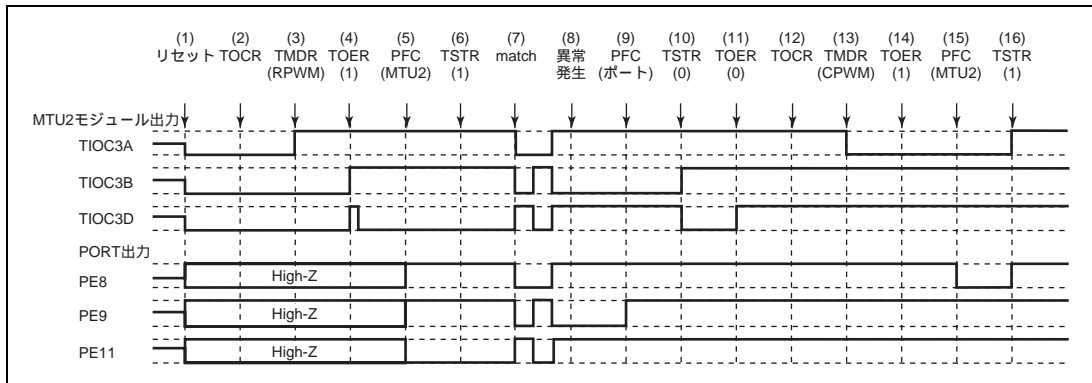 (1) (2) (3) (4) (5) (6) (7) (8) (9) (10) (11) (12) (13) (14) (15) (16)
リセット TOCR TMDR TOER PFC TSTR match 異常 PFC TSTR TOER TOCR TMDR TOER PFC TSTR
(RPWM) (1) (MTU2) (1) 発生 (ポート) (0) (0) (CPWM) (1) (MTU2) (1)
MTU2モジュール出力
TIOC3A
TIOC3B
TIOC3D
PORT出力
PE8 High-Z
PE9 High-Z
PE11 High-Z